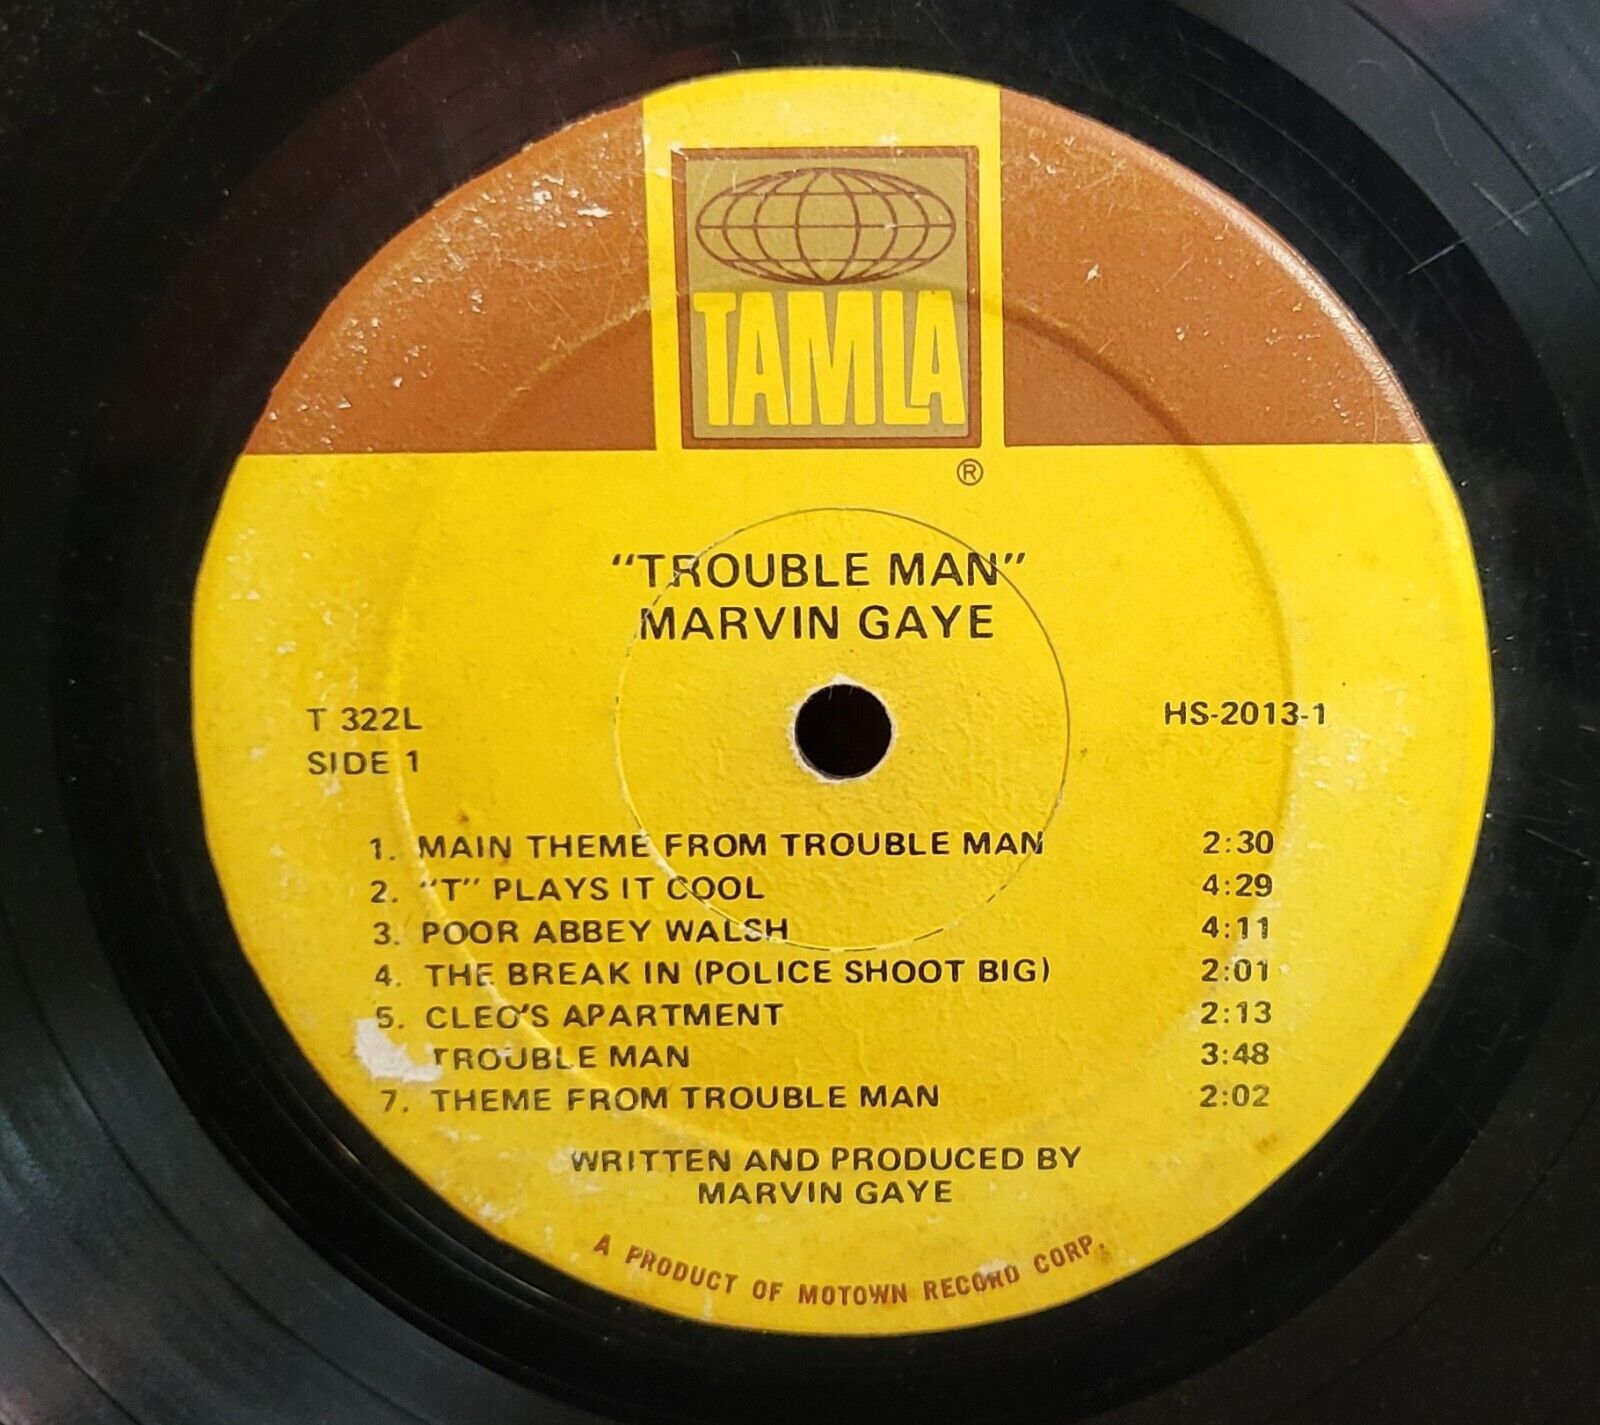 TAMLA
®
"TROUBLE MAN"
MARVIN GAYE
T 322L
SIDE 1
HS-2013-1
1. MAIN THEME FROM TROUBLE MAN 2:30
2. "T" PLAYS IT COOL 4:29
3. POOR ABBEY WALSH 4:11
4. THE BREAK IN (POLICE SHOOT BIG) 2:01
5. CLEO'S APARTMENT 2:13
TROUBLE MAN 3:48
7. THEME FROM TROUBLE MAN 2:02
WRITTEN AND PRODUCED BY
MARVIN GAYE
A PRODUCT OF MOTOWN RECORD CORP.